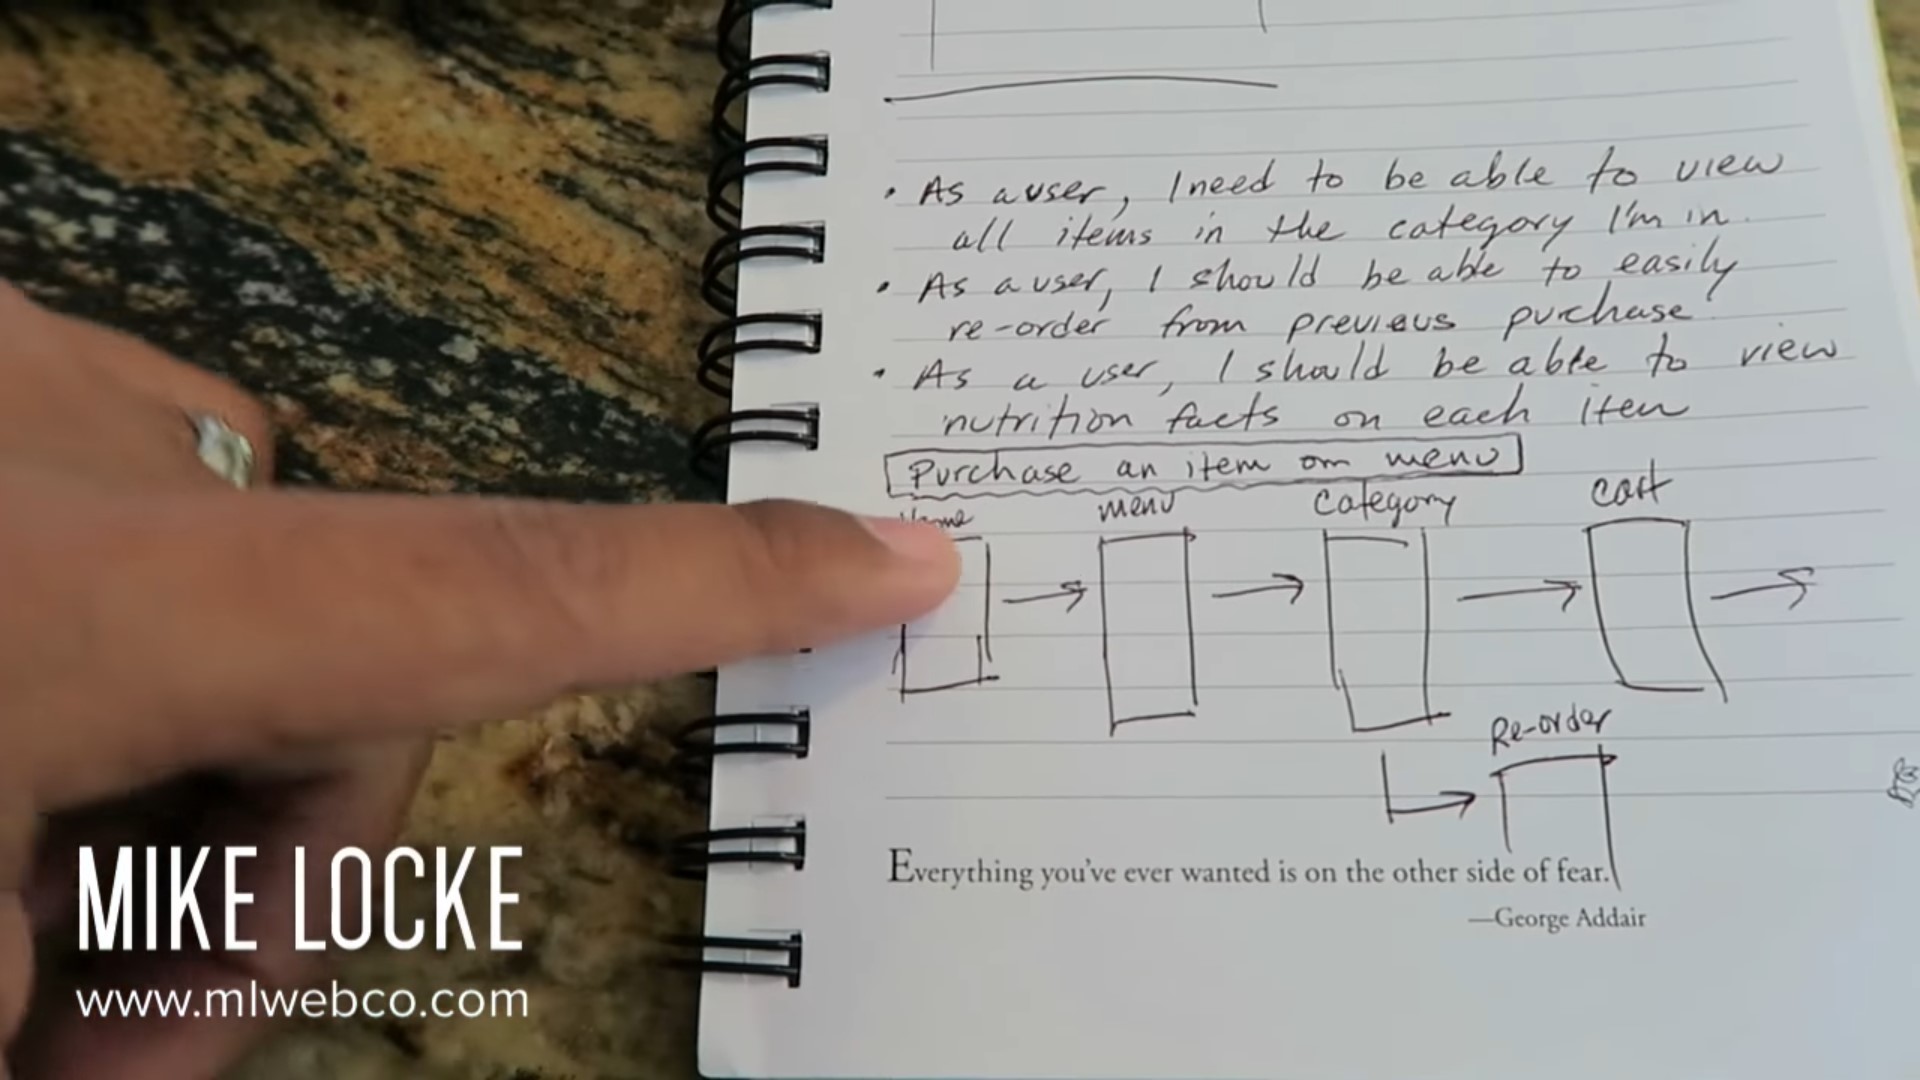 • As a user, I need to be able to view
all items in the category I'm in.
• As a user, I should be able to easily
re-order from previous purchase.
• As a user, I should be able to view
nutrition facts on each item
Purchase an item om menu
Home menu Category cart
Re-order
Everything you've ever wanted is on the other side of fear.
—George Addair
MIKE LOCKE
www.mlwebco.com